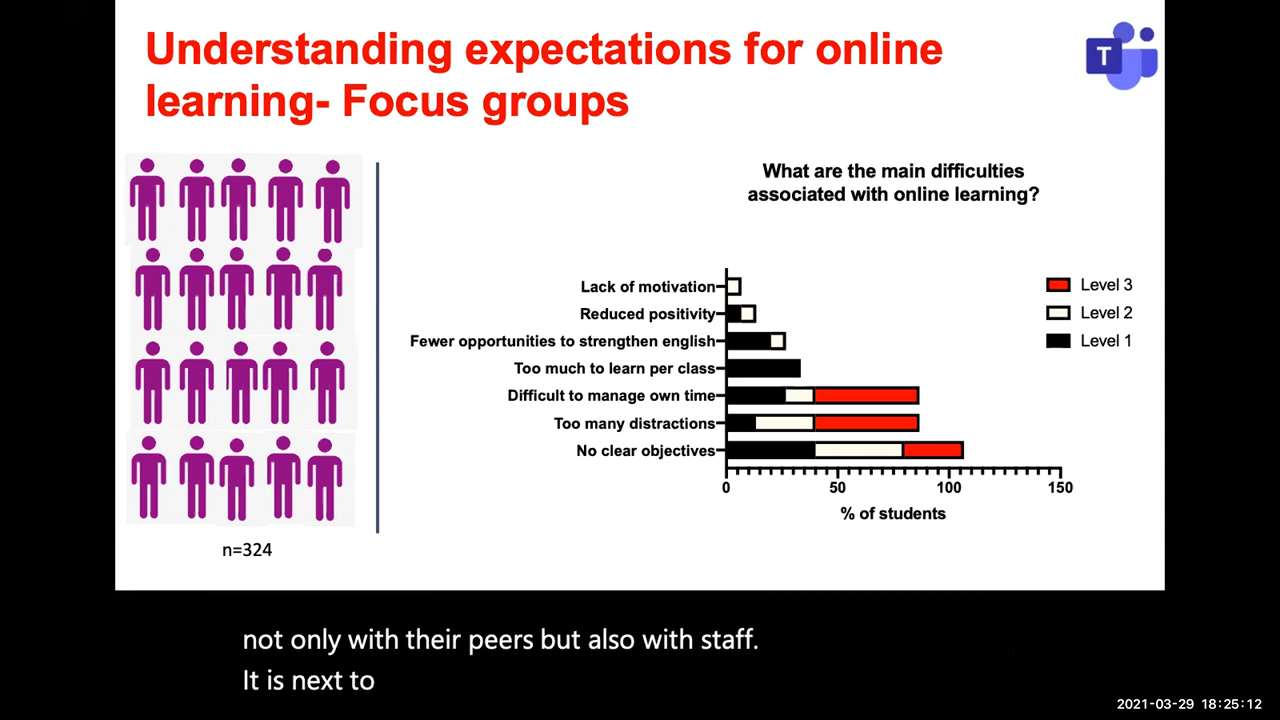 Understanding expectations for online
learning- Focus groups
T
What are the main difficulties
associated with online learning?
Lack of motivation
Reduced positivity
Fewer opportunities to strengthen english
Too much to learn per class
Difficult to manage own time
Too many distractions
No clear objectives
Level 3
Level 2
Level 1
0 50 100 150
% of students
n=324
not only with their peers but also with staff.
It is next to
2021-03-29 18:25:12